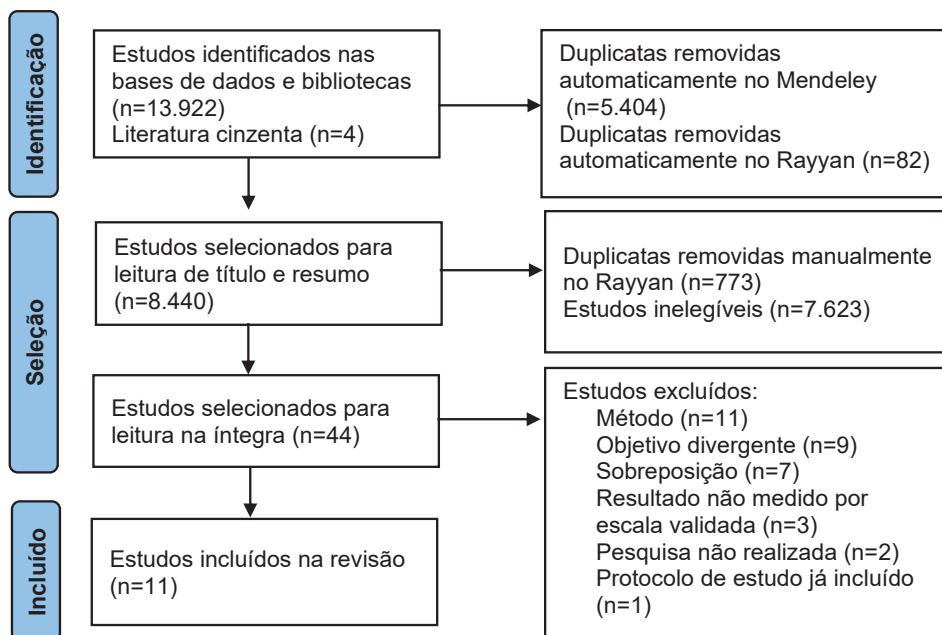 Identificação
Estudos identificados nas
bases de dados e bibliotecas
(n=13.922)
Literatura cinzenta (n=4)
Duplicatas removidas
automaticamente no Mendeley
(n=5.404)
Duplicatas removidas
automaticamente no Rayyan (n=82)
Seleção
Estudos selecionados para
leitura de título e resumo
(n=8.440)
Duplicatas removidas manualmente
no Rayyan (n=773)
Estudos inelegíveis (n=7.623)
Estudos selecionados para
leitura na íntegra (n=44)
Estudos excluídos:
Método (n=11)
Objetivo divergente (n=9)
Sobreposição (n=7)
Resultado não medido por
escala validada (n=3)
Pesquisa não realizada (n=2)
Protocolo de estudo já incluído
(n=1)
Incluído
Estudos incluídos na revisão
(n=11)